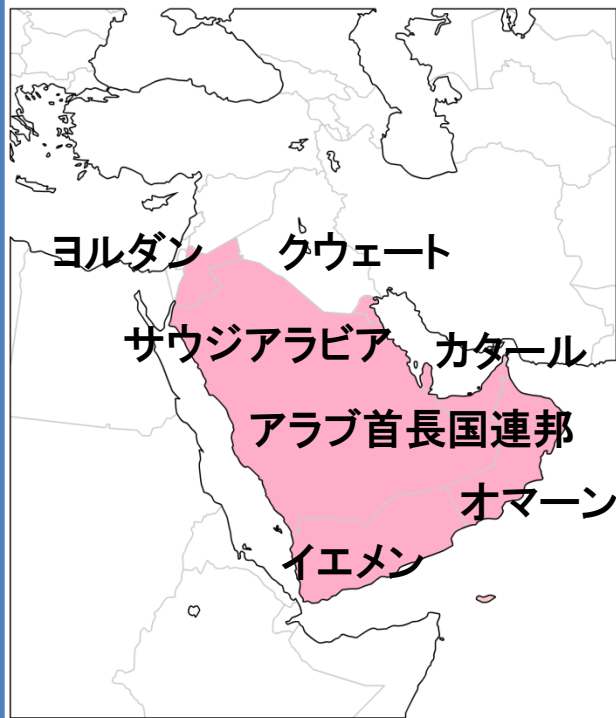 ヨルダン
クウェート
サウジアラビア
カタール
アラブ首長国連邦
オマーン
イエメン